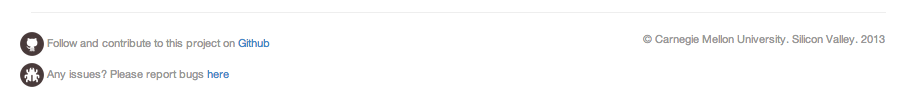 Follow and contribute to this project on Github
© Carnegie Mellon University. Silicon Valley. 2013
Any issues? Please report bugs here